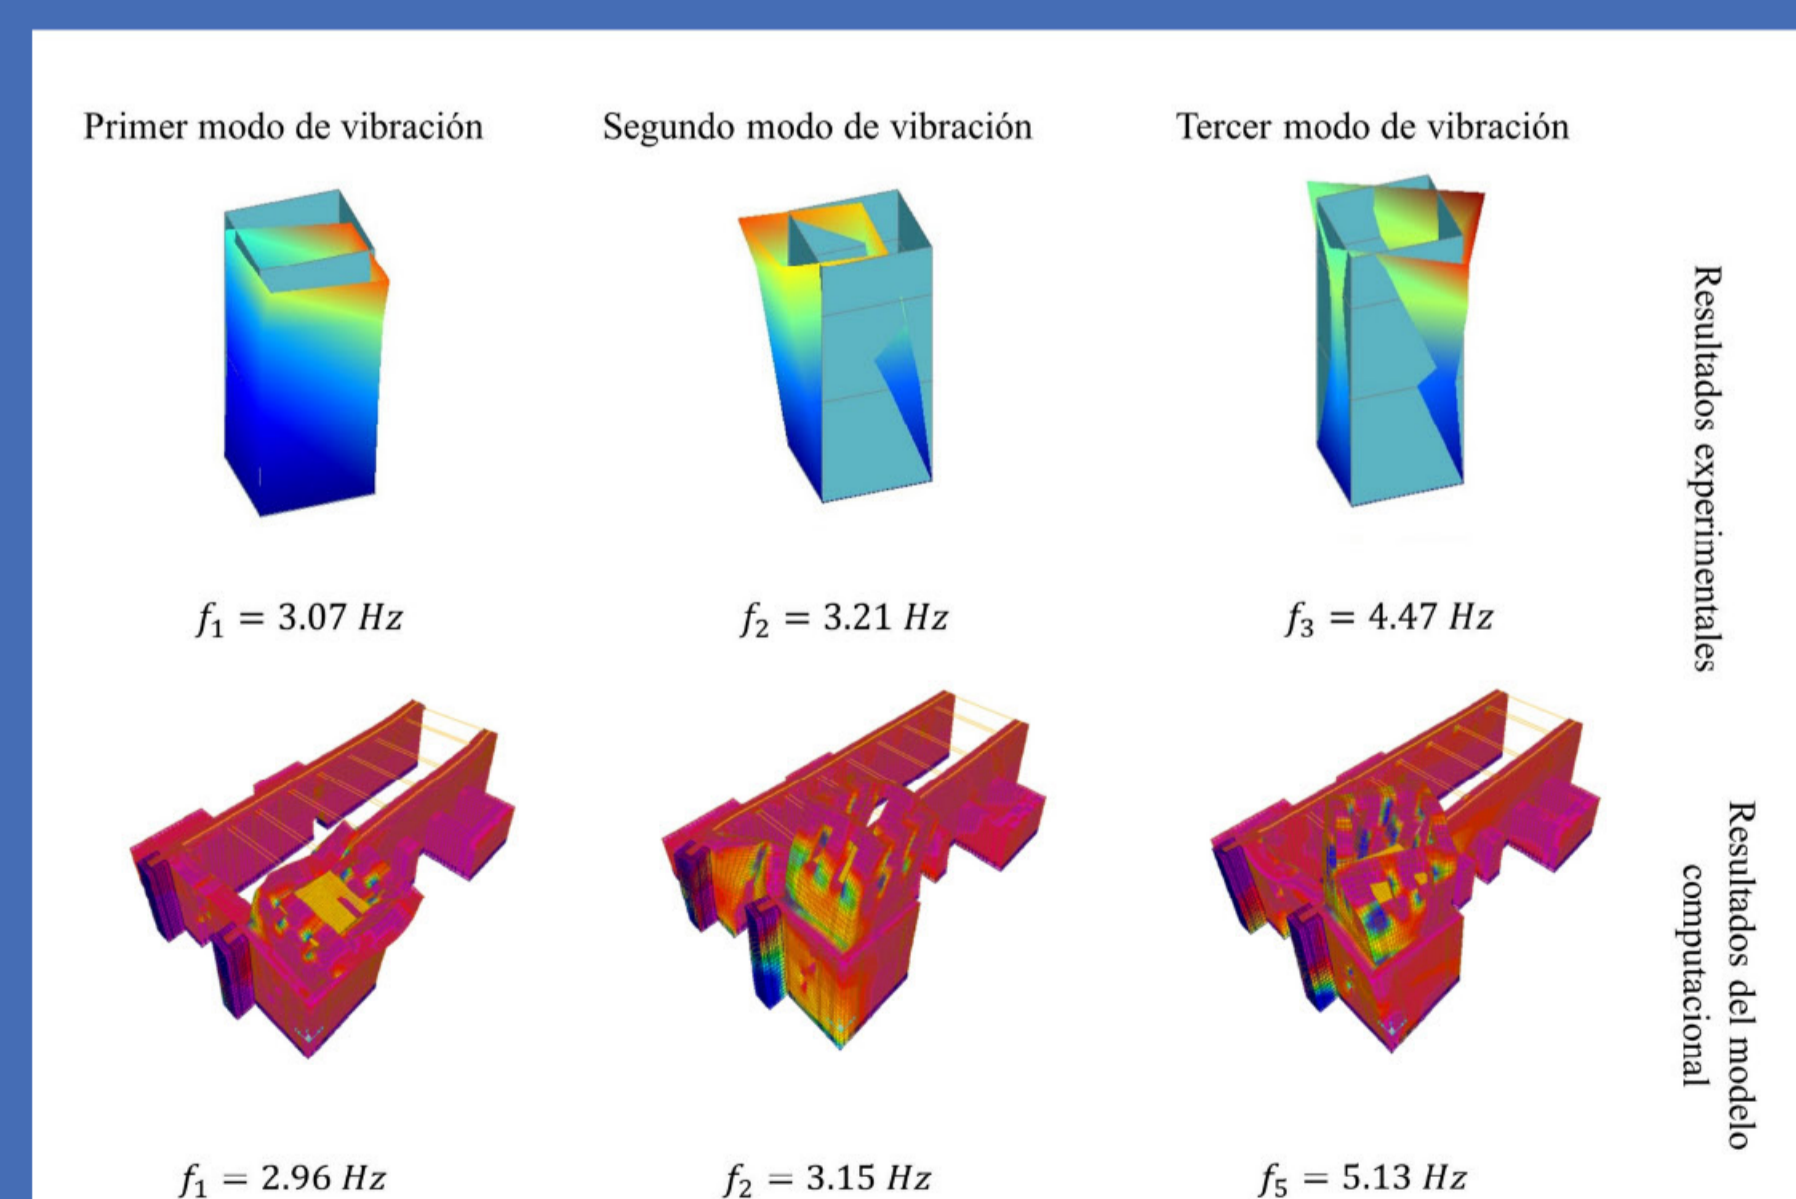 Primer modo de vibración
Segundo modo de vibración
Tercer modo de vibración
f₁ = 3.07 Hz
f₂ = 3.21 Hz
f₃ = 4.47 Hz
Resultados experimentales
f₁ = 2.96 Hz
f₂ = 3.15 Hz
f₅ = 5.13 Hz
Resultados del modelo
computacional